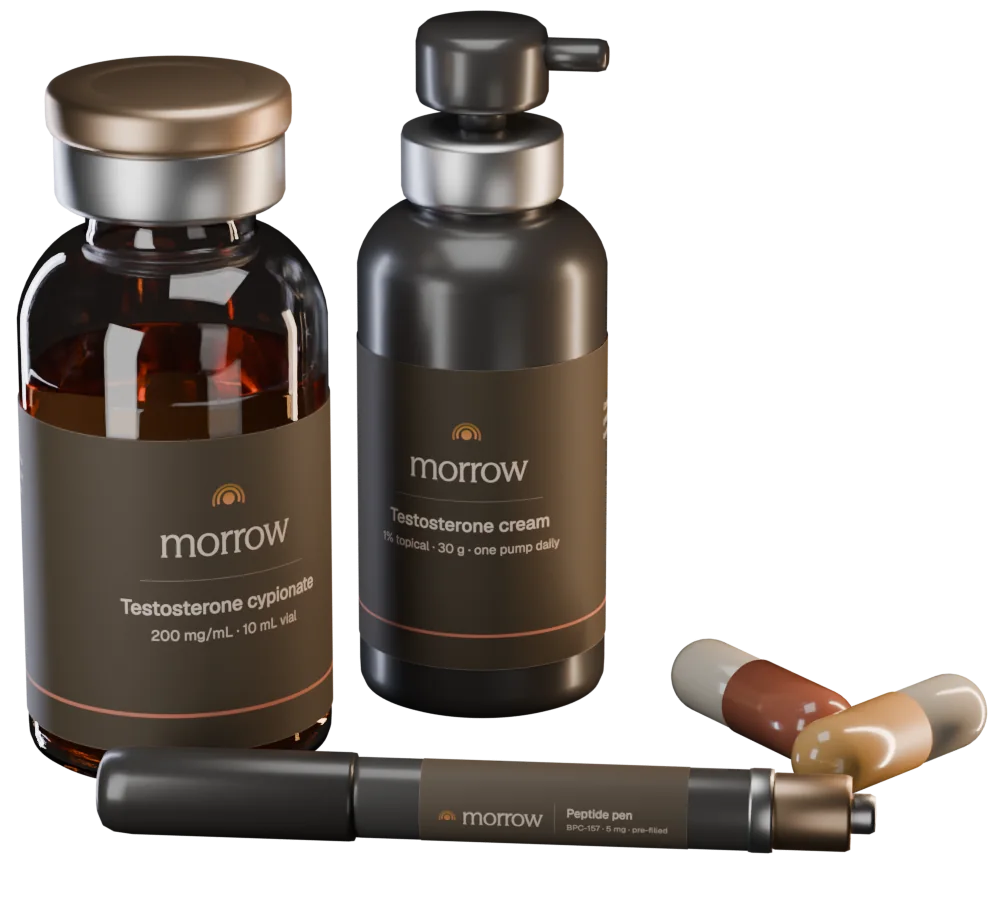 morrow
Testosterone cypionate
200 mg/mL · 10 mL vial
morrow
Testosterone cream
1% topical · 30 g · one pump daily
morrow
Peptide pen
BPC-157 · 5 mg · pre-filled